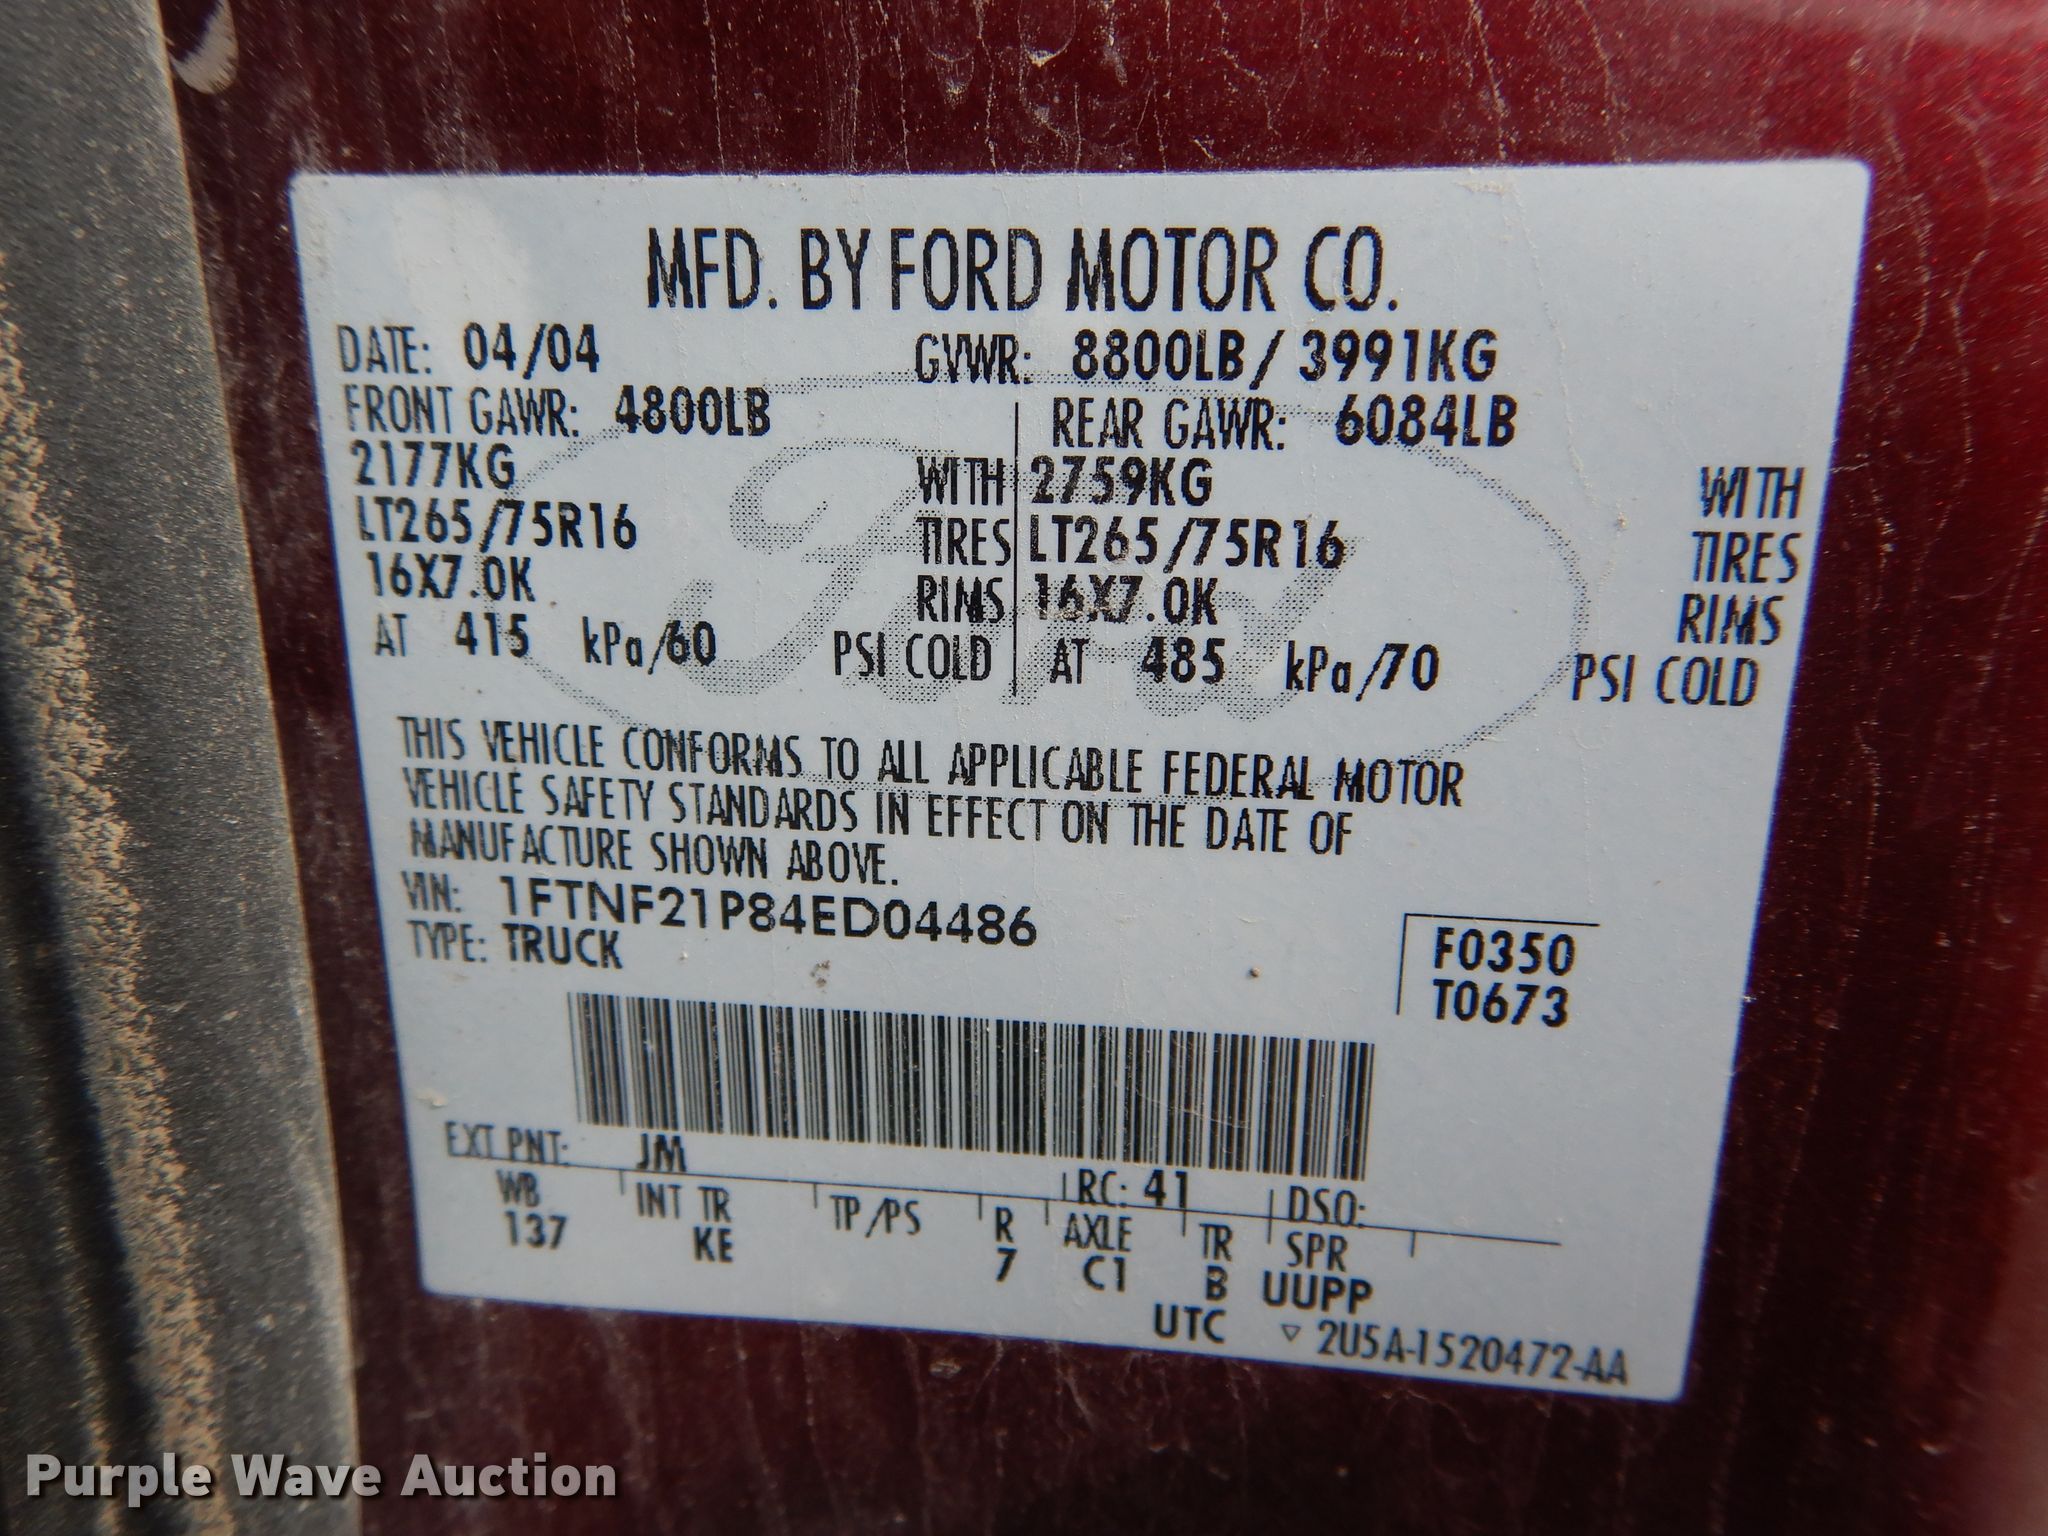 MFD. BY FORD MOTOR CO.
DATE: 04/04 GVWR: 8800LB / 3991KG
FRONT GAWR: 4800LB REAR GAWR: 6084LB
2177KG WITH 2759KG WITH
LT265/75R16 TIRES LT265/75R16 TIRES
16X7.0K RIMS 16X7.0K RIMS
AT 415 kPa/60 PSI COLD AT 485 kPa/70 PSI COLD
Ford
THIS VEHICLE CONFORMS TO ALL APPLICABLE FEDERAL MOTOR
VEHICLE SAFETY STANDARDS IN EFFECT ON THE DATE OF
MANUFACTURE SHOWN ABOVE.
VIN: 1FTNF21P84ED04486
TYPE: TRUCK
F0350
T0673
EXT PNT: JM RC: 41 DSO:
WB INT TR TP/PS R AXLE TR SPR
137 KE 7 C1 B UUPP
UTC ▽ 2U5A-1520472-AA
Purple Wave Auction